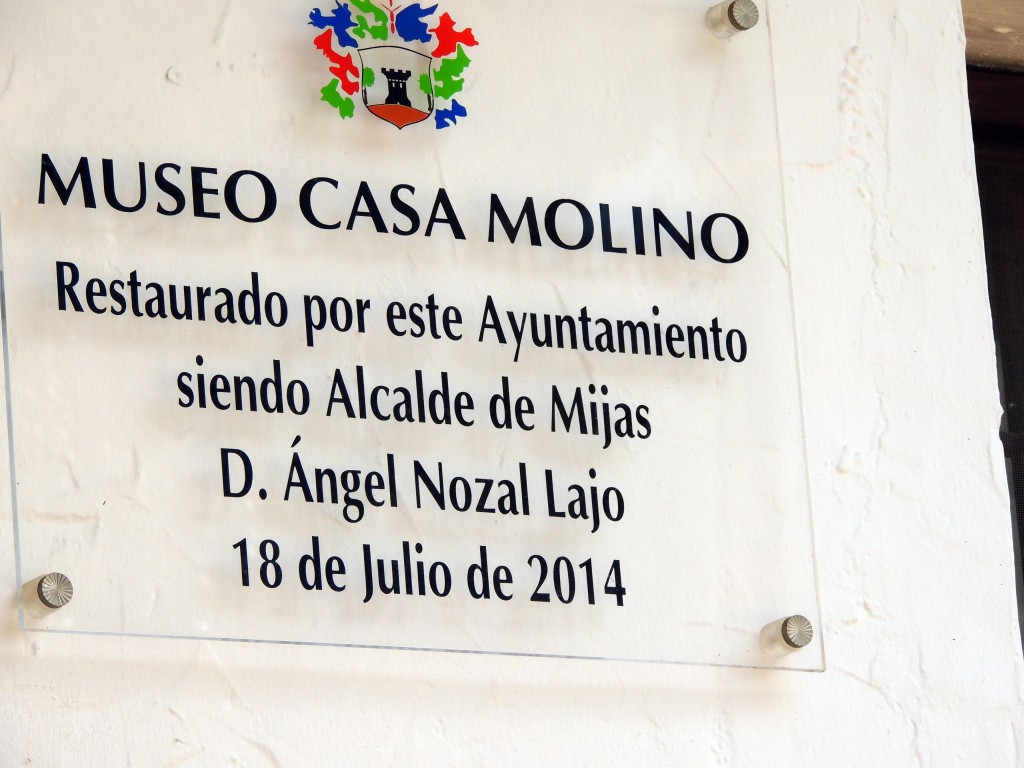 MUSEO CASA MOLINO
Restaurado por este Ayuntamiento
siendo Alcalde de Mijas
D. Ángel Nozal Lajo
18 de Julio de 2014